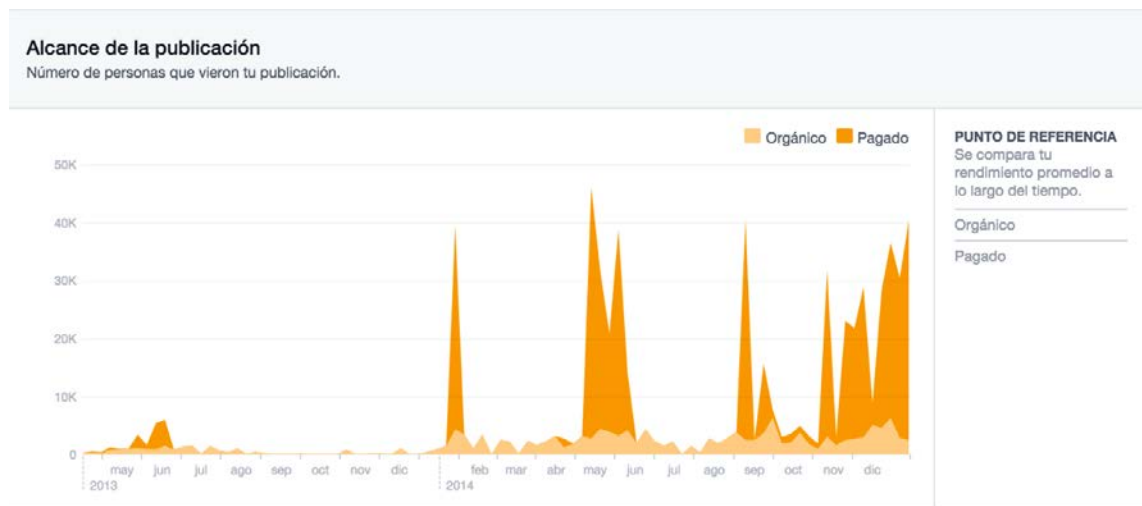 Alcance de la publicación
Número de personas que vieron tu publicación.
Orgánico Pagado
50K
40K
30K
20K
10K
0
may jun jul ago sep oct nov dic feb mar abr may jun jul ago sep oct nov dic
2013 2014
PUNTO DE REFERENCIA
Se compara tu
rendimiento promedio a
lo largo del tiempo.
Orgánico
Pagado